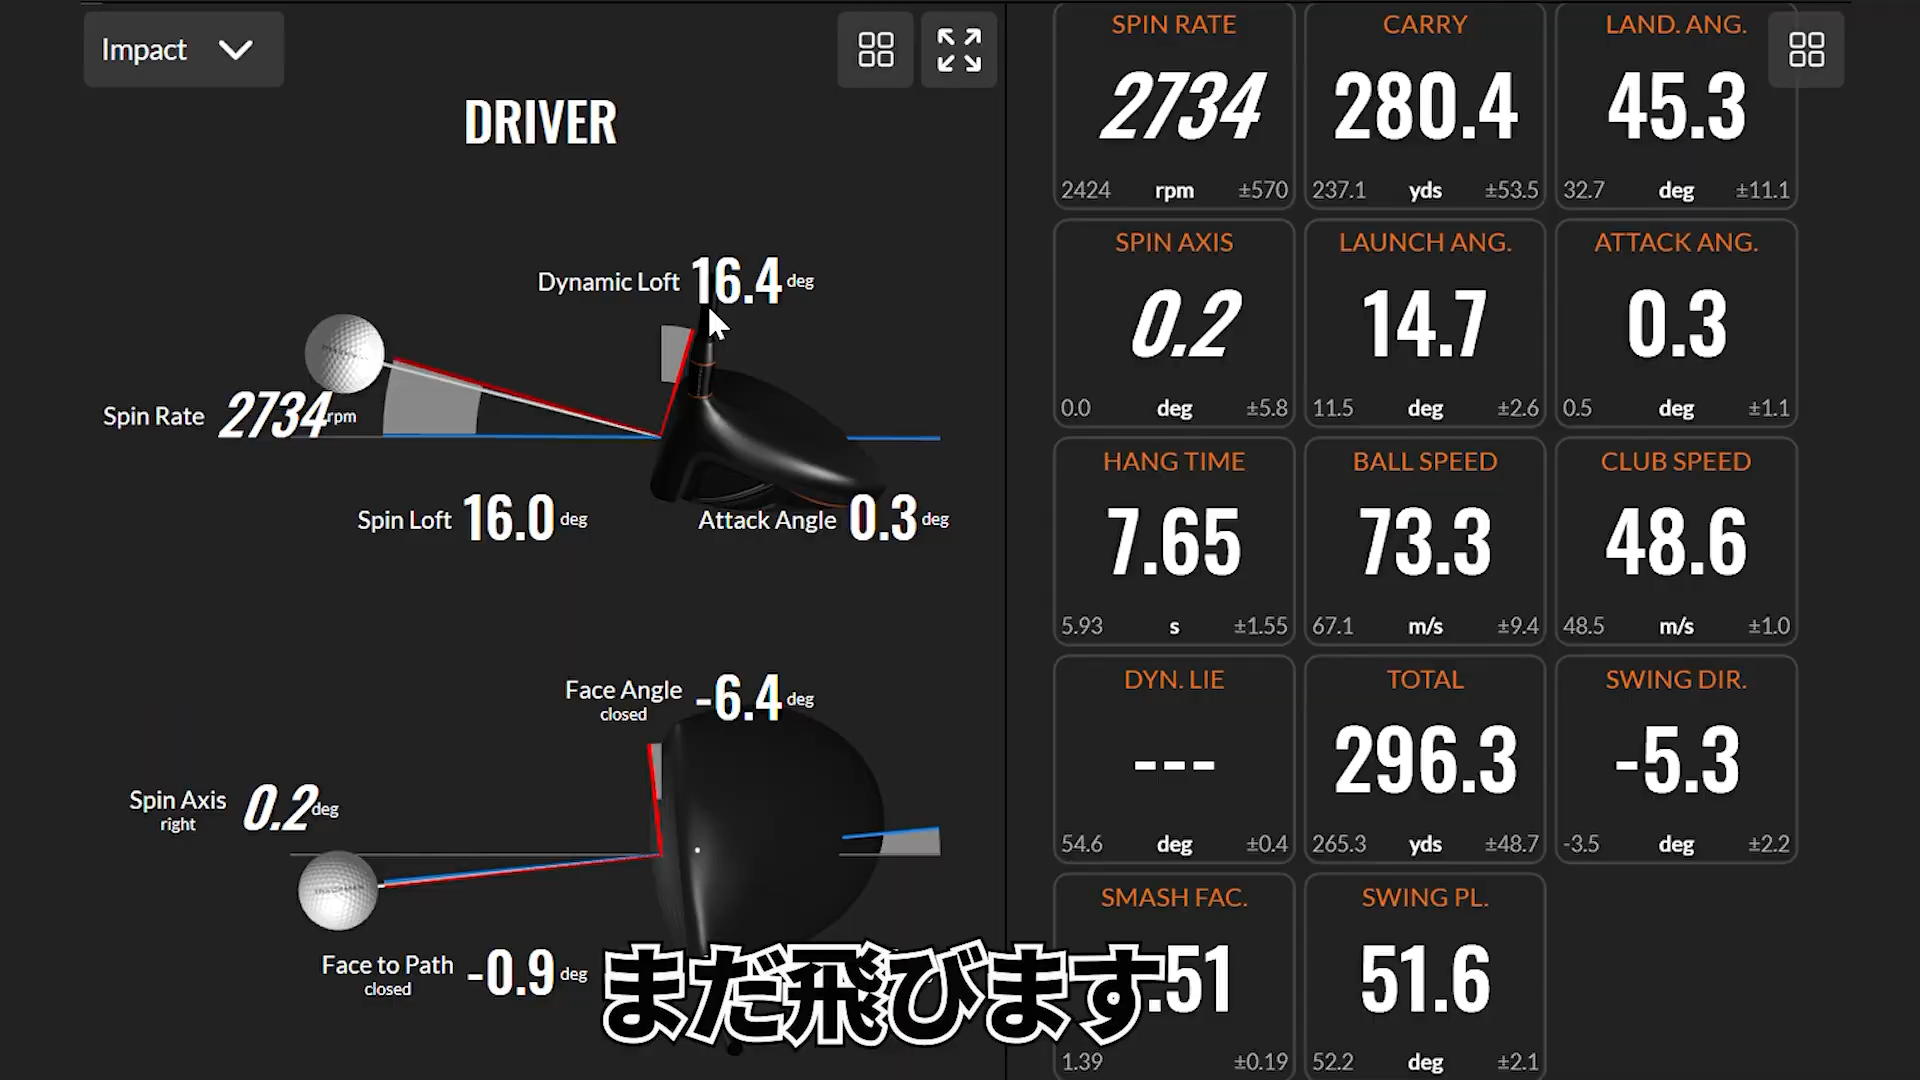 Impact
DRIVER
Dynamic Loft 16.4 deg
Spin Rate 2734 rpm
Spin Loft 16.0 deg
Attack Angle 0.3 deg
Face Angle -6.4 deg
closed
Spin Axis 0.2 deg
right
Face to Path -0.9 deg
closed
まだ飛びます
SPIN RATE
2734
2424 rpm ±570
CARRY
280.4
237.1 yds ±53.5
LAND. ANG.
45.3
32.7 deg ±11.1
SPIN AXIS
0.2
0.0 deg ±5.8
LAUNCH ANG.
14.7
11.5 deg ±2.6
ATTACK ANG.
0.3
0.5 deg ±1.1
HANG TIME
7.65
5.93 s ±1.55
BALL SPEED
73.3
67.1 m/s ±9.4
CLUB SPEED
48.6
48.5 m/s ±1.0
DYN. LIE
---
54.6 deg ±0.4
TOTAL
296.3
265.3 yds ±48.7
SWING DIR.
-5.3
-3.5 deg ±2.2
SMASH FAC.
.51
1.39 ±0.19
SWING PL.
51.6
52.2 deg ±2.1